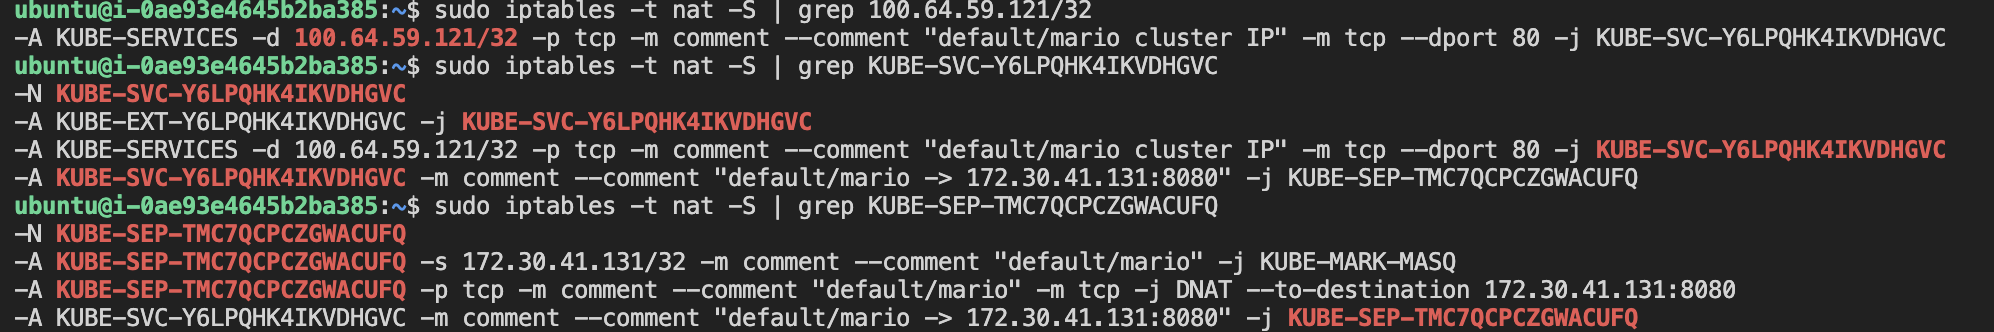 ubuntu@i-0ae93e4645b2ba385:~$ sudo iptables -t nat -S | grep 100.64.59.121/32
-A KUBE-SERVICES -d 100.64.59.121/32 -p tcp -m comment --comment "default/mario cluster IP" -m tcp --dport 80 -j KUBE-SVC-Y6LPQHK4IKVDHGVC
ubuntu@i-0ae93e4645b2ba385:~$ sudo iptables -t nat -S | grep KUBE-SVC-Y6LPQHK4IKVDHGVC
-N KUBE-SVC-Y6LPQHK4IKVDHGVC
-A KUBE-EXT-Y6LPQHK4IKVDHGVC -j KUBE-SVC-Y6LPQHK4IKVDHGVC
-A KUBE-SERVICES -d 100.64.59.121/32 -p tcp -m comment --comment "default/mario cluster IP" -m tcp --dport 80 -j KUBE-SVC-Y6LPQHK4IKVDHGVC
-A KUBE-SVC-Y6LPQHK4IKVDHGVC -m comment --comment "default/mario -> 172.30.41.131:8080" -j KUBE-SEP-TMC7QCPCZGWACUFQ
ubuntu@i-0ae93e4645b2ba385:~$ sudo iptables -t nat -S | grep KUBE-SEP-TMC7QCPCZGWACUFQ
-N KUBE-SEP-TMC7QCPCZGWACUFQ
-A KUBE-SEP-TMC7QCPCZGWACUFQ -s 172.30.41.131/32 -m comment --comment "default/mario" -j KUBE-MARK-MASQ
-A KUBE-SEP-TMC7QCPCZGWACUFQ -p tcp -m comment --comment "default/mario" -m tcp -j DNAT --to-destination 172.30.41.131:8080
-A KUBE-SVC-Y6LPQHK4IKVDHGVC -m comment --comment "default/mario -> 172.30.41.131:8080" -j KUBE-SEP-TMC7QCPCZGWACUFQ